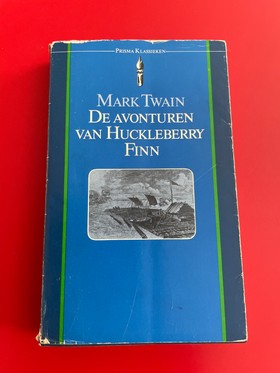 Prisma Klassieken
Mark Twain
De avonturen
van Huckleberry
Finn